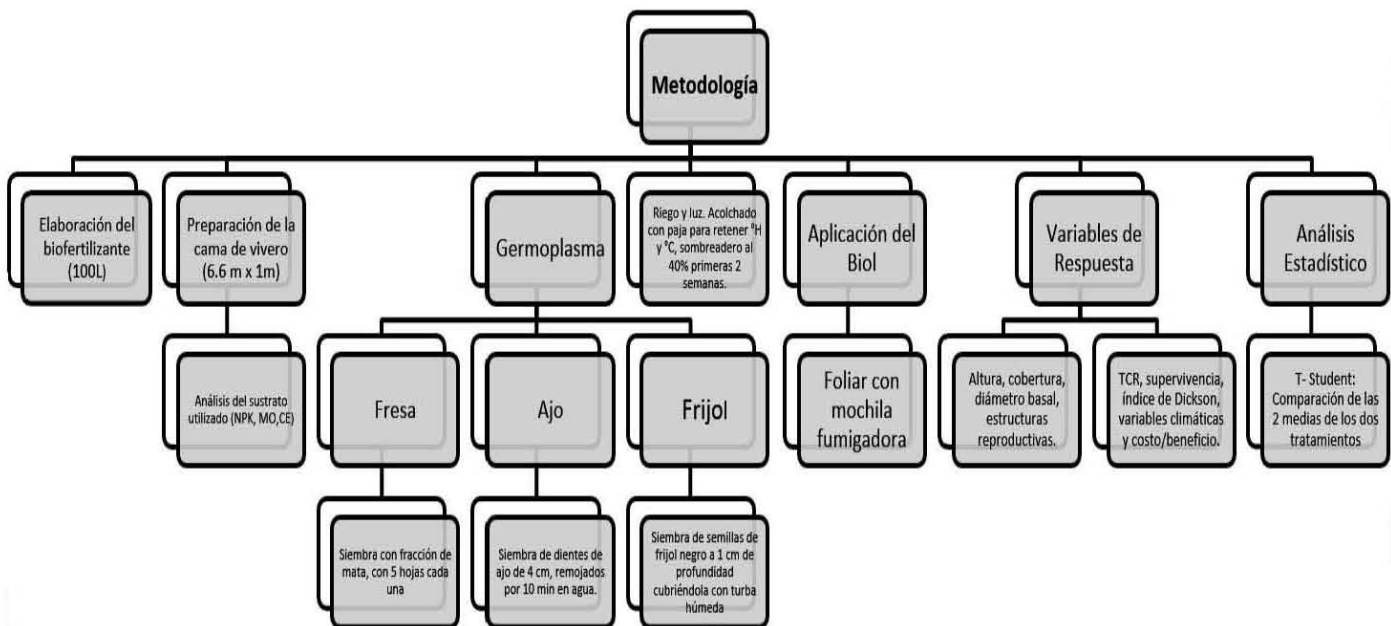 Metodología
Elaboración del
biofertilizante
(100L)
Preparación de la
cama de vivero
(6.6 m x 1m)
Germoplasma
Riego y luz. Acolchado
con paja para retener °H
y °C, sombreadero al
40% primeras 2
semanas.
Aplicación del
Biol
Variables de
Respuesta
Análisis
Estadístico
Análisis del sustrato
utilizado (NPK, MO,CE)
Fresa
Ajo
Frijol
Foliar con
mochila
fumigadora
Altura, cobertura,
diámetro basal,
estructuras
reproductivas.
TCR, supervivencia,
índice de Dickson,
variables climáticas
y costo/beneficio.
T- Student:
Comparación de las
2 medias de los dos
tratamientos
Siembra con fracción de
mata, con 5 hojas cada
una
Siembra de dientes de
ajo de 4 cm, remojados
por 10 min en agua.
Siembra de semillas de
frijol negro a 1 cm de
profundidad
cubriéndola con turba
húmeda